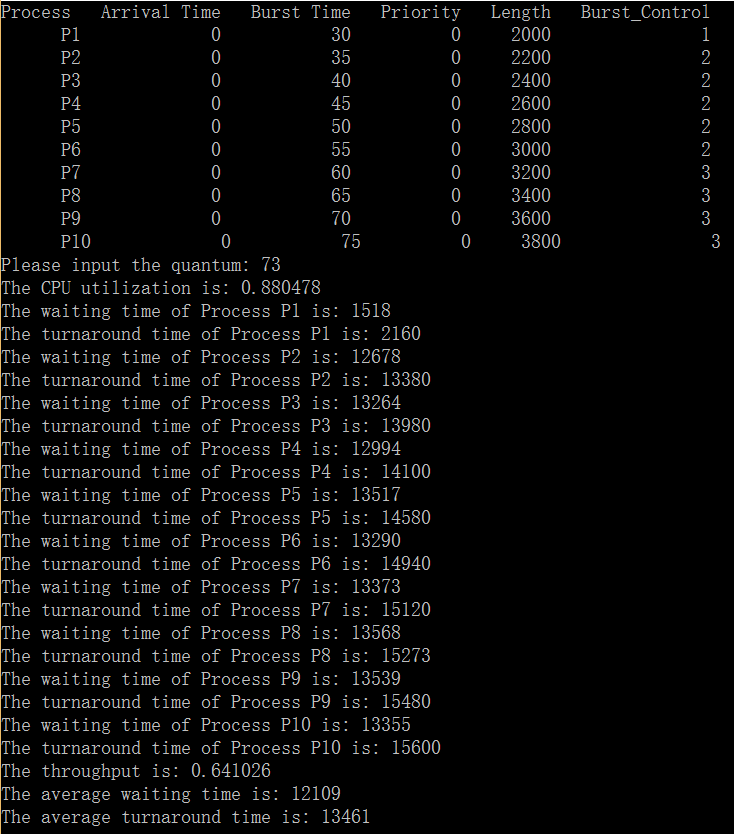 Process Arrival Time Burst Time Priority Length Burst_Control
P1 0 30 0 2000 1
P2 0 35 0 2200 2
P3 0 40 0 2400 2
P4 0 45 0 2600 2
P5 0 50 0 2800 2
P6 0 55 0 3000 2
P7 0 60 0 3200 3
P8 0 65 0 3400 3
P9 0 70 0 3600 3
P10 0 75 0 3800 3
Please input the quantum: 73
The CPU utilization is: 0.880478
The waiting time of Process P1 is: 1518
The turnaround time of Process P1 is: 2160
The waiting time of Process P2 is: 12678
The turnaround time of Process P2 is: 13380
The waiting time of Process P3 is: 13264
The turnaround time of Process P3 is: 13980
The waiting time of Process P4 is: 12994
The turnaround time of Process P4 is: 14100
The waiting time of Process P5 is: 13517
The turnaround time of Process P5 is: 14580
The waiting time of Process P6 is: 13290
The turnaround time of Process P6 is: 14940
The waiting time of Process P7 is: 13373
The turnaround time of Process P7 is: 15120
The waiting time of Process P8 is: 13568
The turnaround time of Process P8 is: 15273
The waiting time of Process P9 is: 13539
The turnaround time of Process P9 is: 15480
The waiting time of Process P10 is: 13355
The turnaround time of Process P10 is: 15600
The throughput is: 0.641026
The average waiting time is: 12109
The average turnaround time is: 13461